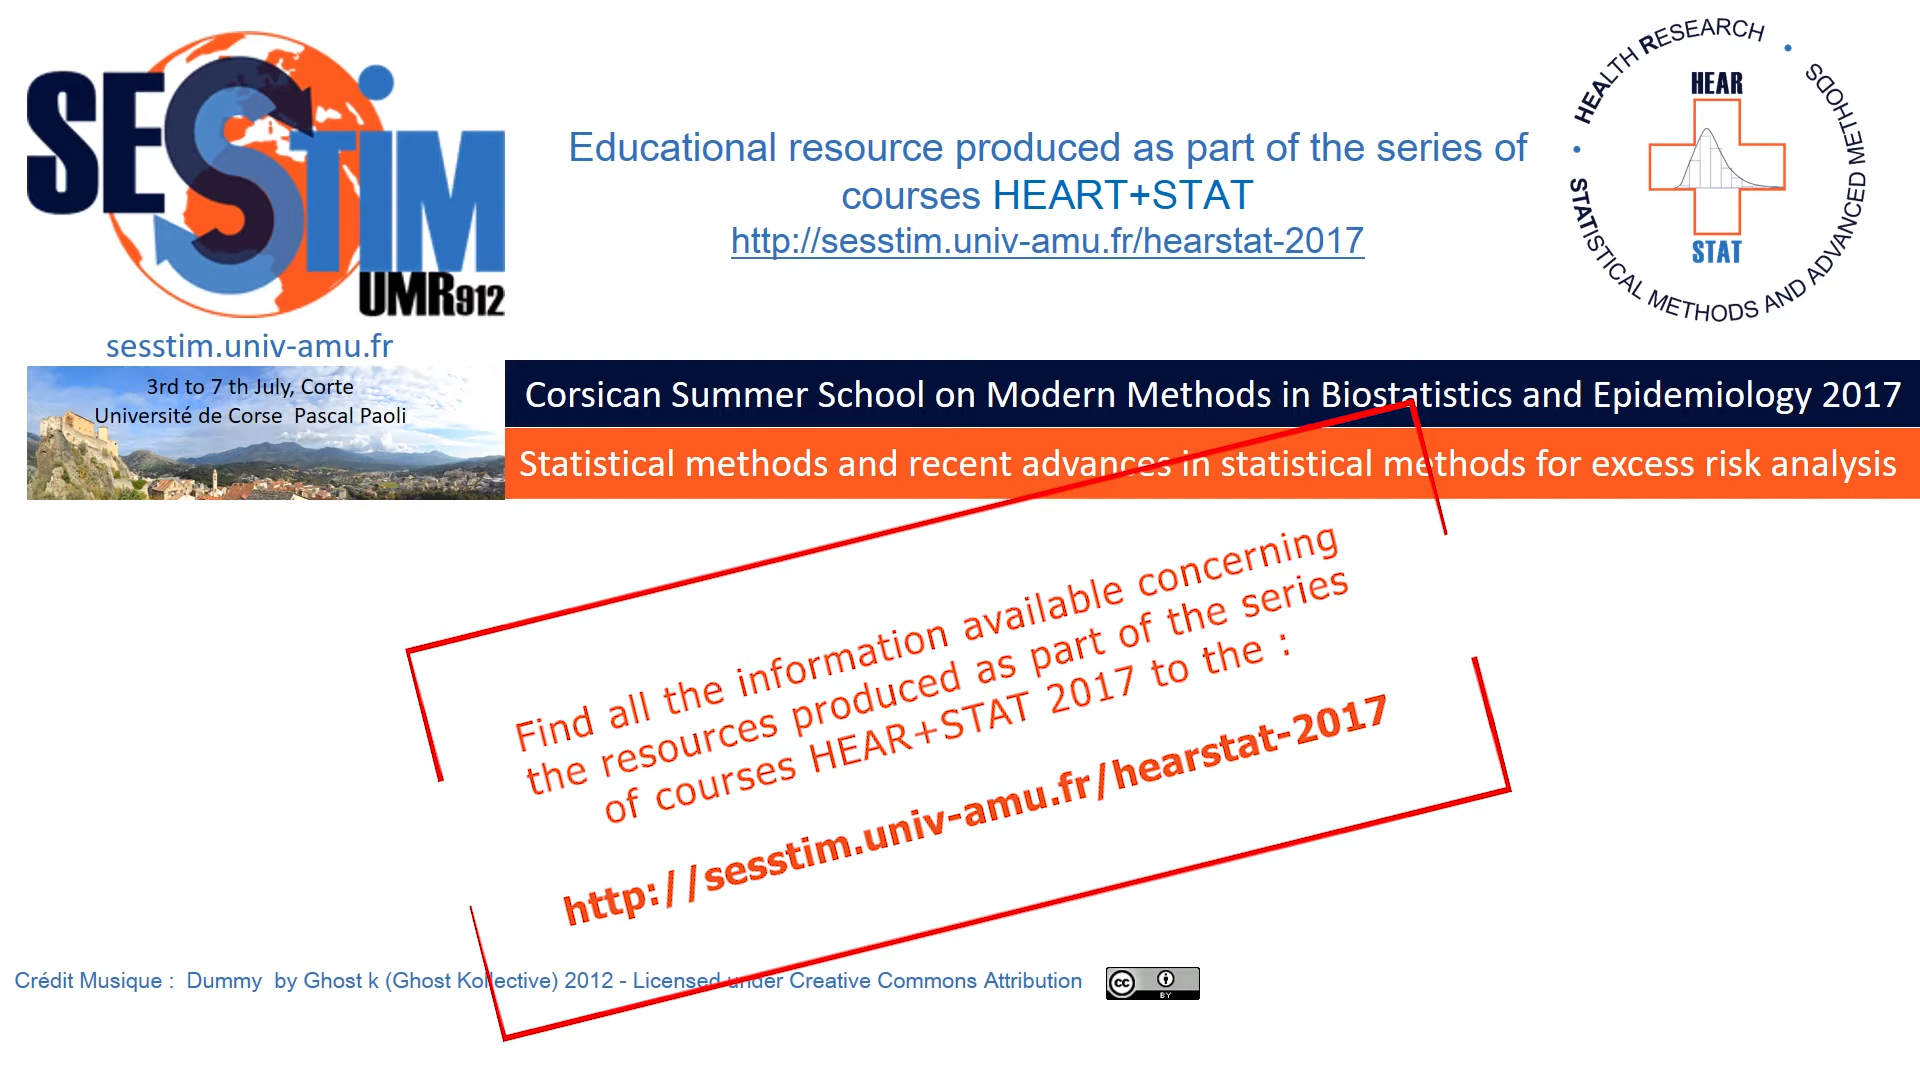 SESSTIM
UMR912
sesstim.univ-amu.fr
Educational resource produced as part of the series of
courses HEART+STAT
http://sesstim.univ-amu.fr/hearstat-2017
HEALTH RESEARCH
STATISTICAL METHODS AND ADVANCED METHODS
HEAR
STAT
3rd to 7 th July, Corte
Université de Corse Pascal Paoli
Corsican Summer School on Modern Methods in Biostatistics and Epidemiology 2017
Statistical methods and recent advances in statistical methods for excess risk analysis
Find all the information available concerning
the resources produced as part of the series
of courses HEAR+STAT 2017 to the :
http://sesstim.univ-amu.fr/hearstat-2017
Crédit Musique : Dummy by Ghost k (Ghost Kollective) 2012 - Licensed under Creative Commons Attribution
cc
BY